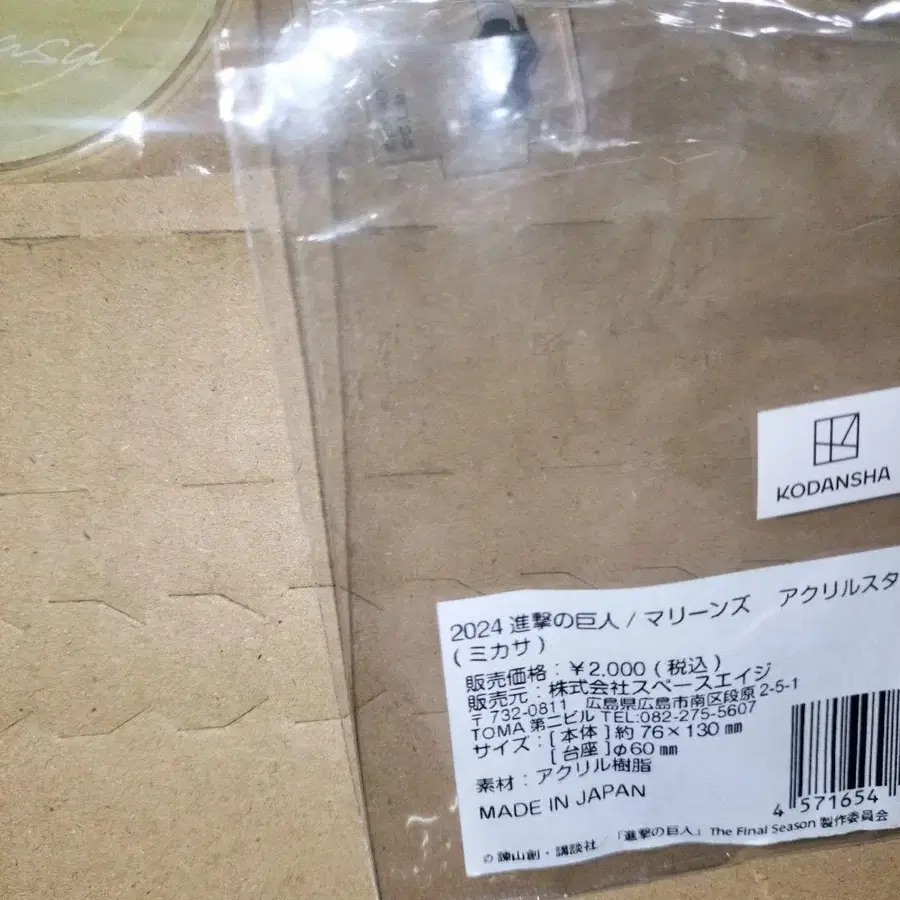 asa
KODANSHA
2024 進撃の巨人 / マリーンズ アクリルスタ
( ミカサ )
販売価格 : ¥2,000 ( 税込 )
販売元 : 株式会社スペースエイジ
〒732-0811 広島県広島市南区段原 2-5-1
TOMA 第二ビル TEL:082-275-5607
サイズ : [ 本体 ] 約 76×130 ㎜
[ 台座 ] φ60 ㎜
素材 : アクリル樹脂
MADE IN JAPAN
4 571654
© 諫山創・講談社/「進撃の巨人」The Final Season 製作委員会